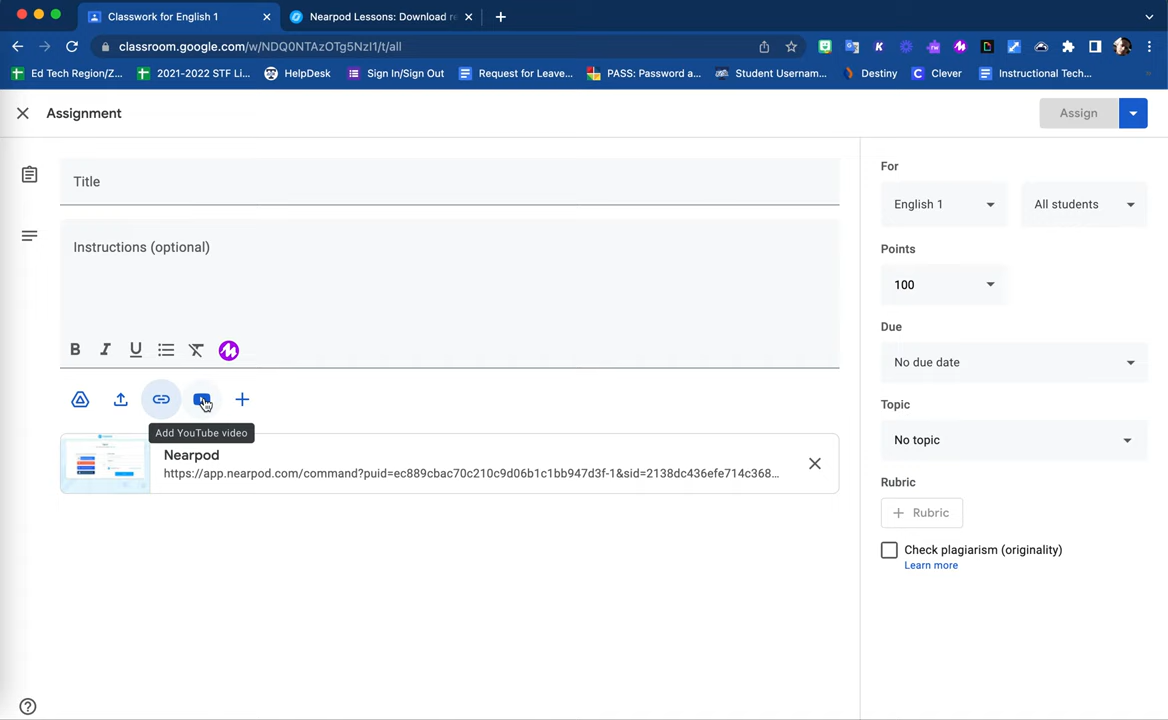 Classwork for English 1
Nearpod Lessons: Download re
classroom.google.com/w/NDQ0NTAzOTg5NzI1/t/all
Ed Tech Region/Z...
2021-2022 STF Li...
HelpDesk
Sign In/Sign Out
Request for Leave...
PASS: Password a...
Student Usernam...
Destiny
Clever
Instructional Tech...
Assignment
Assign
Title
Instructions (optional)
Add YouTube video
Nearpod
https://app.nearpod.com/command?puid=ec889cbac70c210c9d06b1c1bb947d3f-1&sid=2138dc436efe714c368...
For
English 1
All students
Points
100
Due
No due date
Topic
No topic
Rubric
+ Rubric
Check plagiarism (originality)
Learn more